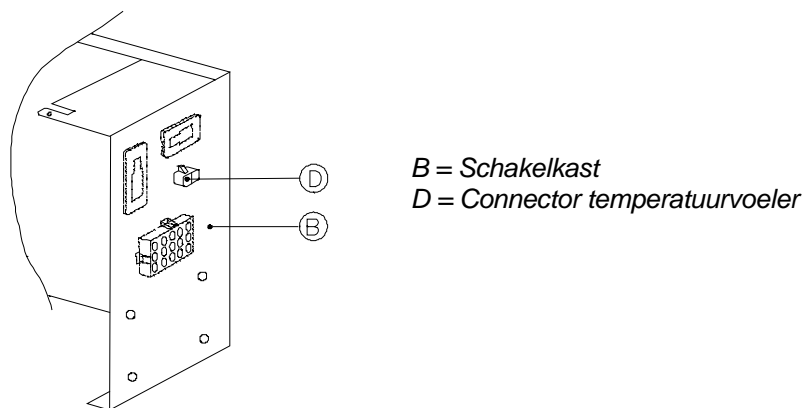 D
B
B = Schakelkast
D = Connector temperatuurvoeler